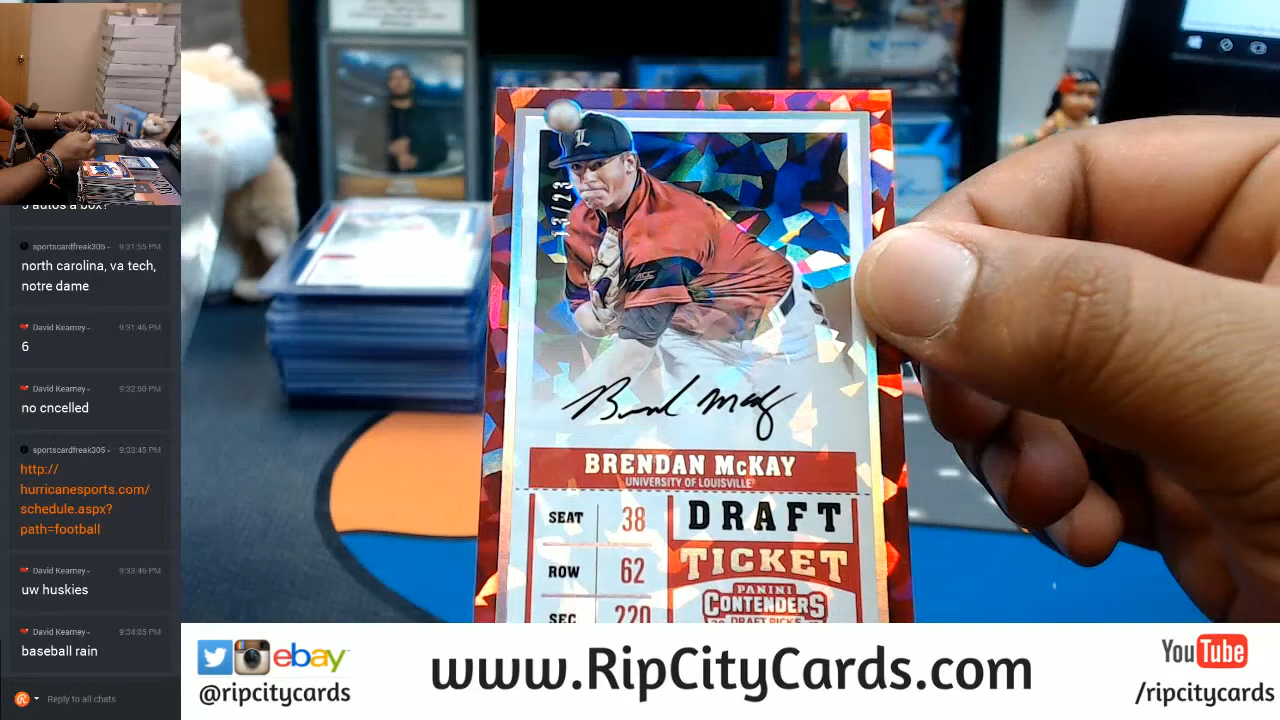 5 autos a box?
sportscardfreak305 - 9:31:55 PM
north carolina, va tech,
notre dame
David Kearney - 9:31:46 PM
6
David Kearney - 9:32:50 PM
no cncelled
sportscardfreak305 - 9:33:45 PM
http://
hurricanesports.com/
schedule.aspx?
path=football
David Kearney - 9:33:46 PM
uw huskies
David Kearney - 9:34:05 PM
baseball rain
Reply to all chats
L
13/23
ACC
Brendan McKay
BRENDAN McKAY
UNIVERSITY OF LOUISVILLE
SEAT 38
ROW 62
SEC 220
DRAFT
TICKET
PANINI
CONTENDERS
DRAFT PICKS
ebay
@ripcitycards
www.RipCityCards.com
YouTube
/ripcitycards